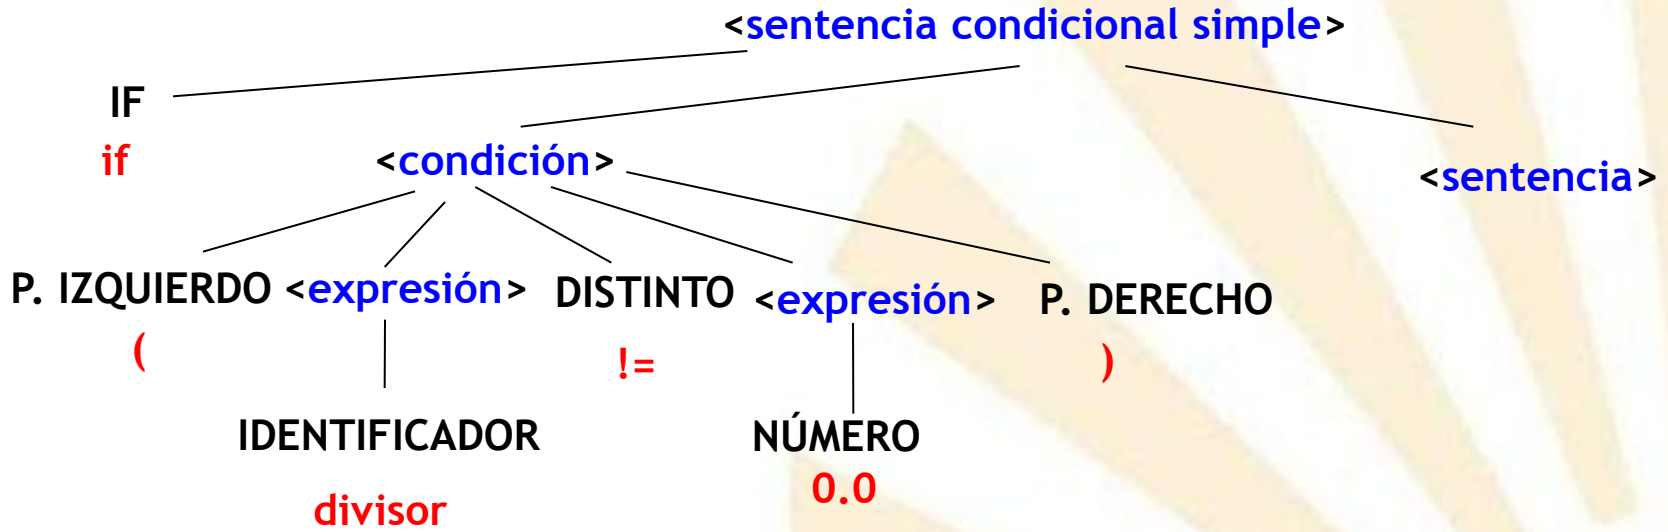 <sentencia condicional simple>
IF
if
<condición>
<sentencia>
P. IZQUIERDO <expresión> DISTINTO <expresión> P. DERECHO
( != )
IDENTIFICADOR NÚMERO
divisor 0.0